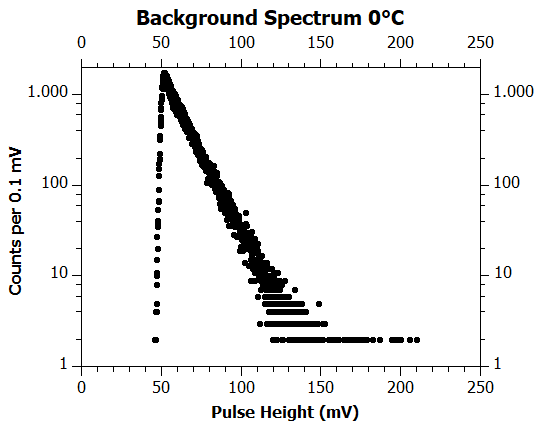 Background Spectrum 0°C
0 50 100 150 200 250
1.000 1.000
100 100
10 10
1 1
Counts per 0.1 mV
0 50 100 150 200 250
Pulse Height (mV)